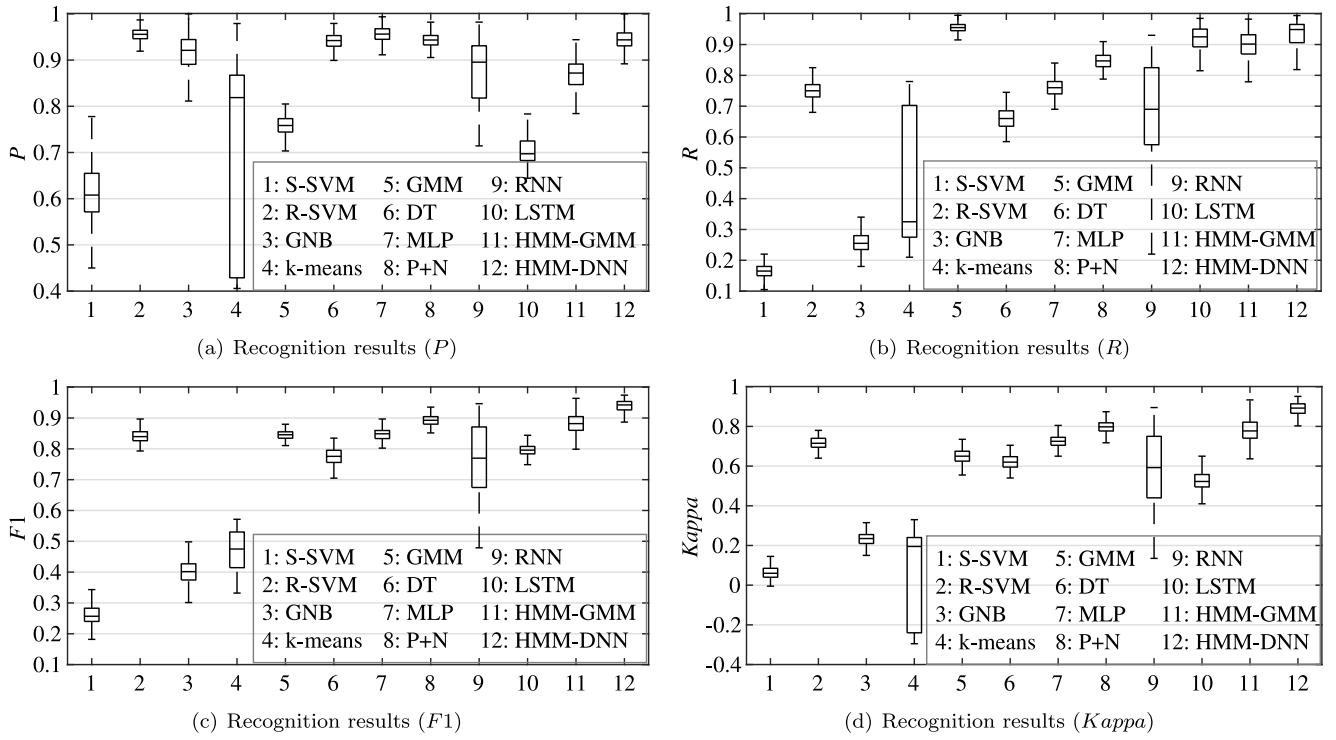 1
0.9
0.8
0.7
0.6
0.5
0.4
P
1: S-SVM 5: GMM 9: RNN
2: R-SVM 6: DT 10: LSTM
3: GNB 7: MLP 11: HMM-GMM
4: k-means 8: P+N 12: HMM-DNN
1 2 3 4 5 6 7 8 9 10 11 12
(a) Recognition results (P)
1
0.9
0.8
0.7
0.6
0.5
0.4
0.3
0.2
0.1
R
1: S-SVM 5: GMM 9: RNN
2: R-SVM 6: DT 10: LSTM
3: GNB 7: MLP 11: HMM-GMM
4: k-means 8: P+N 12: HMM-DNN
1 2 3 4 5 6 7 8 9 10 11 12
(b) Recognition results (R)
1
0.9
0.8
0.7
0.6
0.5
0.4
0.3
0.2
0.1
F1
1: S-SVM 5: GMM 9: RNN
2: R-SVM 6: DT 10: LSTM
3: GNB 7: MLP 11: HMM-GMM
4: k-means 8: P+N 12: HMM-DNN
1 2 3 4 5 6 7 8 9 10 11 12
(c) Recognition results (F1)
1
0.8
0.6
0.4
0.2
0
-0.2
-0.4
Kappa
1: S-SVM 5: GMM 9: RNN
2: R-SVM 6: DT 10: LSTM
3: GNB 7: MLP 11: HMM-GMM
4: k-means 8: P+N 12: HMM-DNN
1 2 3 4 5 6 7 8 9 10 11 12
(d) Recognition results (Kappa)